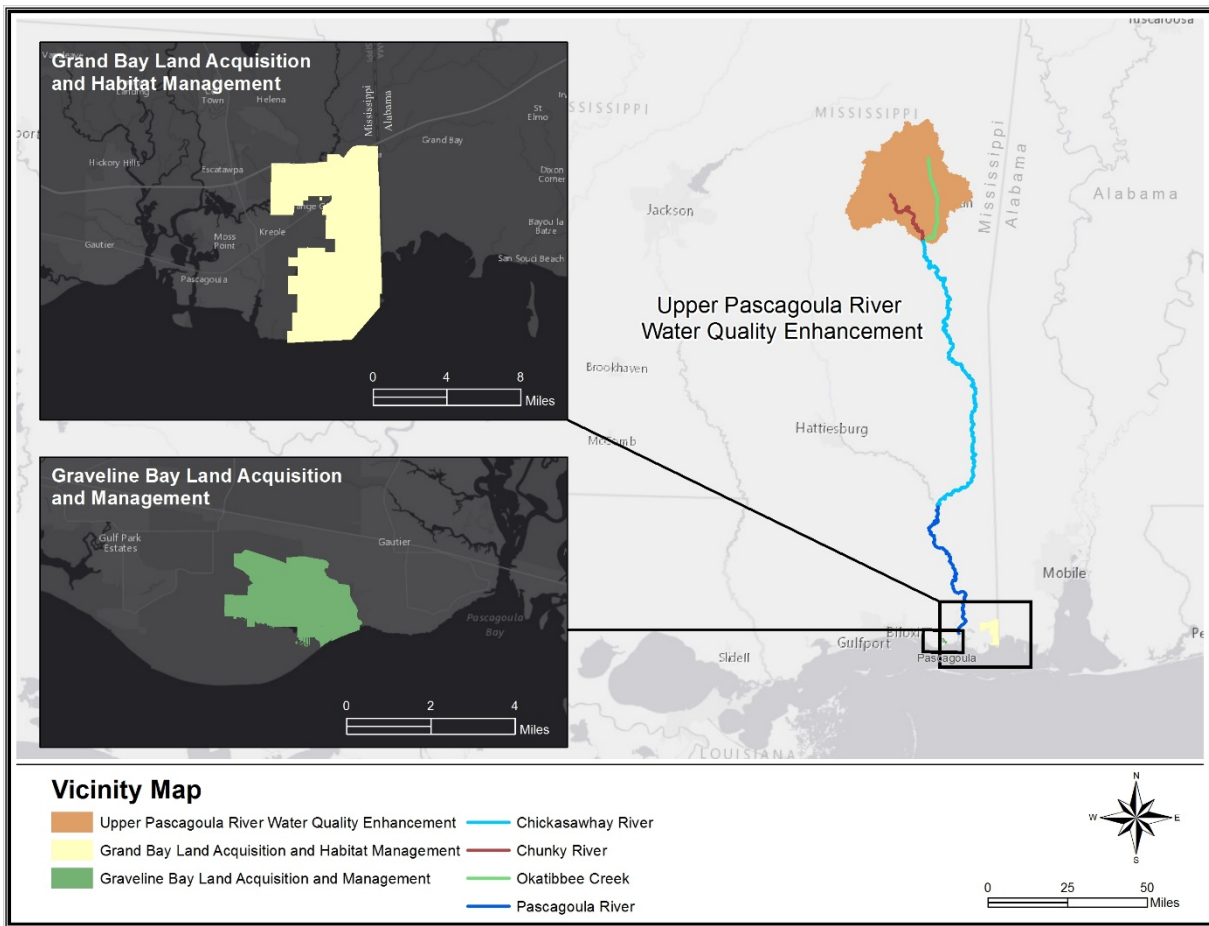 Grand Bay Land Acquisition
and Habitat Management
Helena
Town
Mississippi
Alabama
St
Elmo
Grand Bay
Hickory Hills
Escatawpa
Dixon
Corner
Bayou la
Batre
Moss
Point
Kreole
Gautier
San Souci Beach
Pascagoula
0 4 8
Miles
Graveline Bay Land Acquisition
and Management
Gulf Park
Estates
Gautier
Pascagoula
Bay
0 2 4
Miles
Tuscaloosa
MISSISSIPPI
Jackson
Mississippi
Alabama
Alabama
Upper Pascagoula River
Water Quality Enhancement
Brookhaven
Hattiesburg
McComb
Mobile
Biloxi
Gulfport
Slidell
Pascagoula
LOUISIANA
Vicinity Map
Upper Pascagoula River Water Quality Enhancement
Grand Bay Land Acquisition and Habitat Management
Graveline Bay Land Acquisition and Management
Chickasawhay River
Chunky River
Okatibbee Creek
Pascagoula River
N
W E
S
0 25 50
Miles